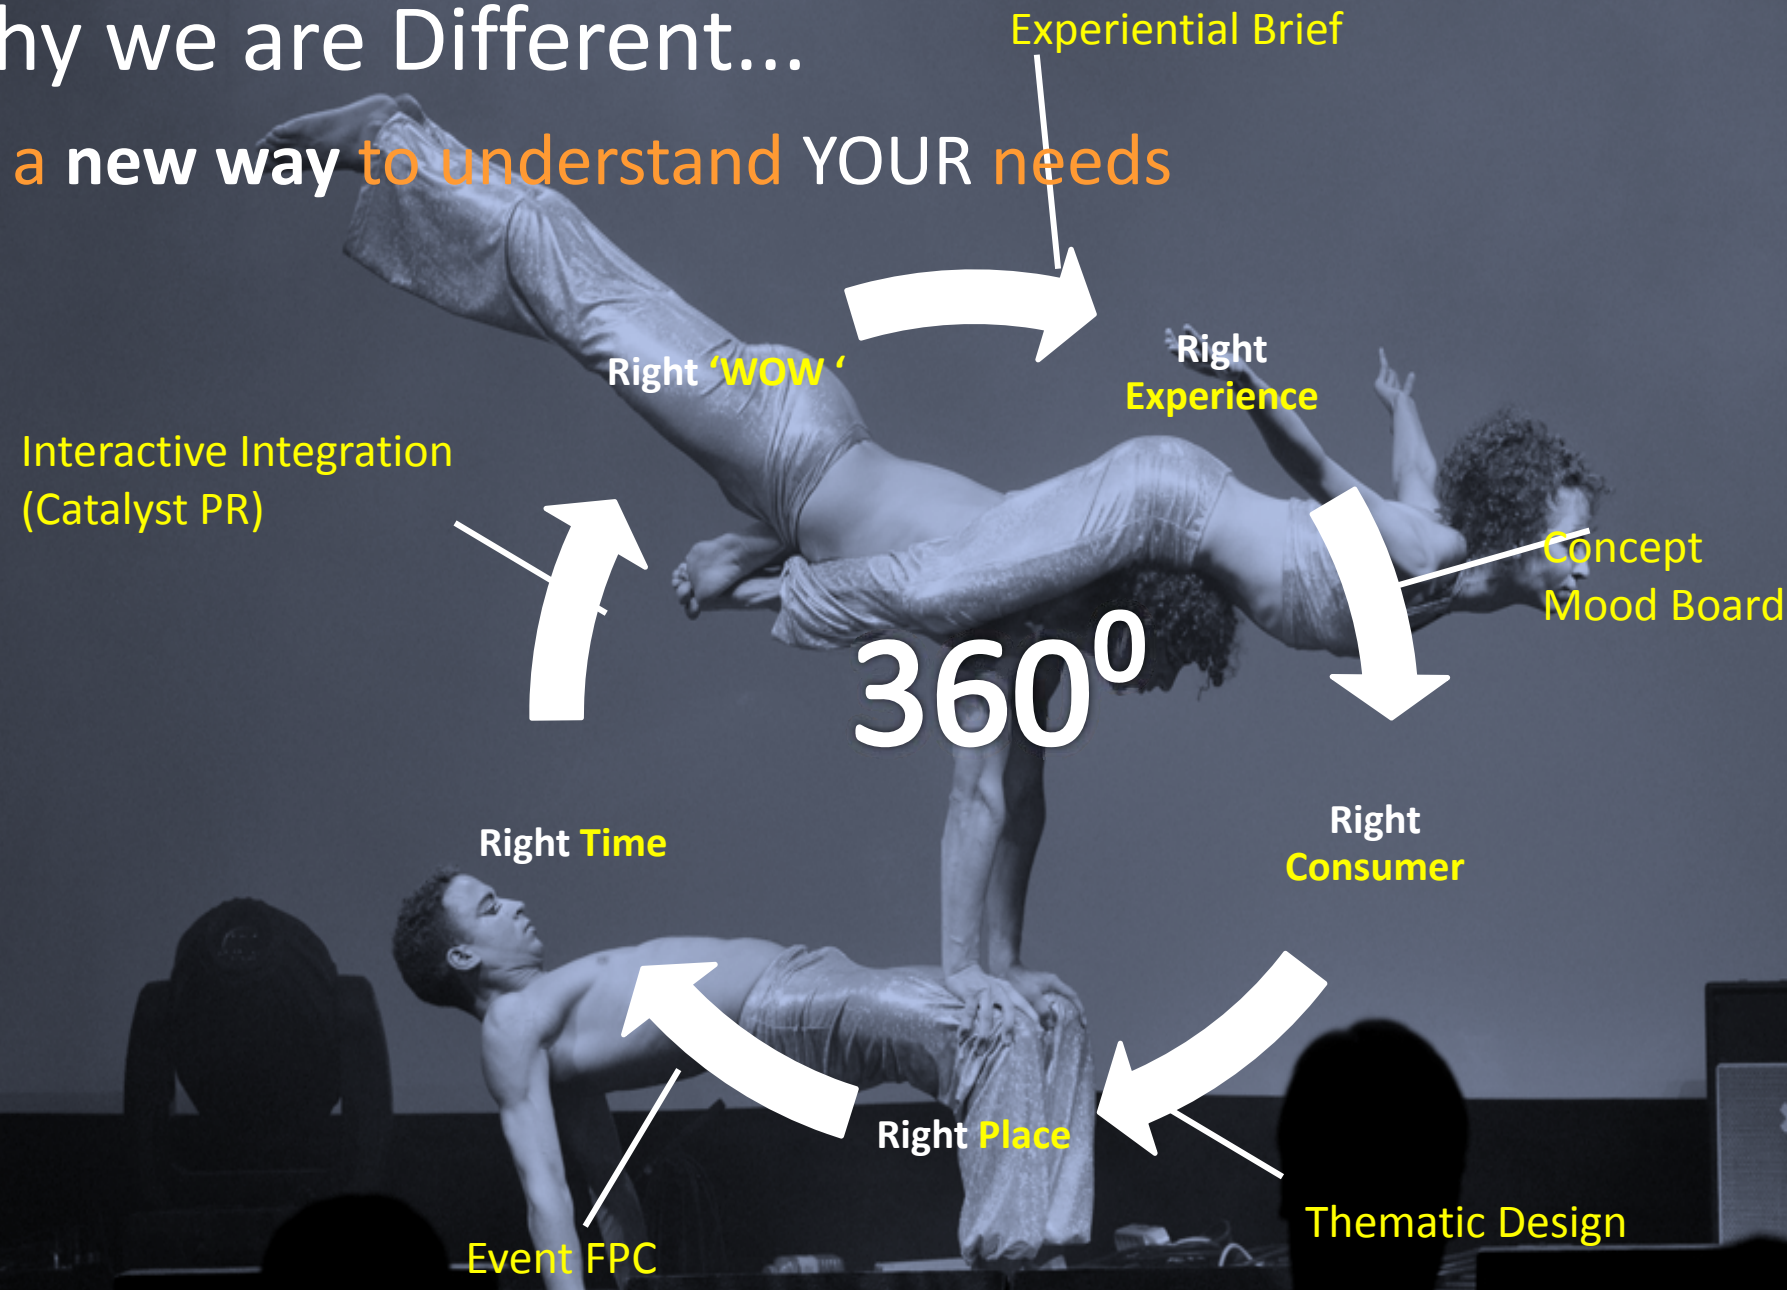 hy we are Different...
Experiential Brief
a new way to understand YOUR needs
Right 'WOW '
Right
Experience
Interactive Integration
(Catalyst PR)
Concept
Mood Board
360⁰
Right Time
Right
Consumer
Right Place
Thematic Design
Event FPC